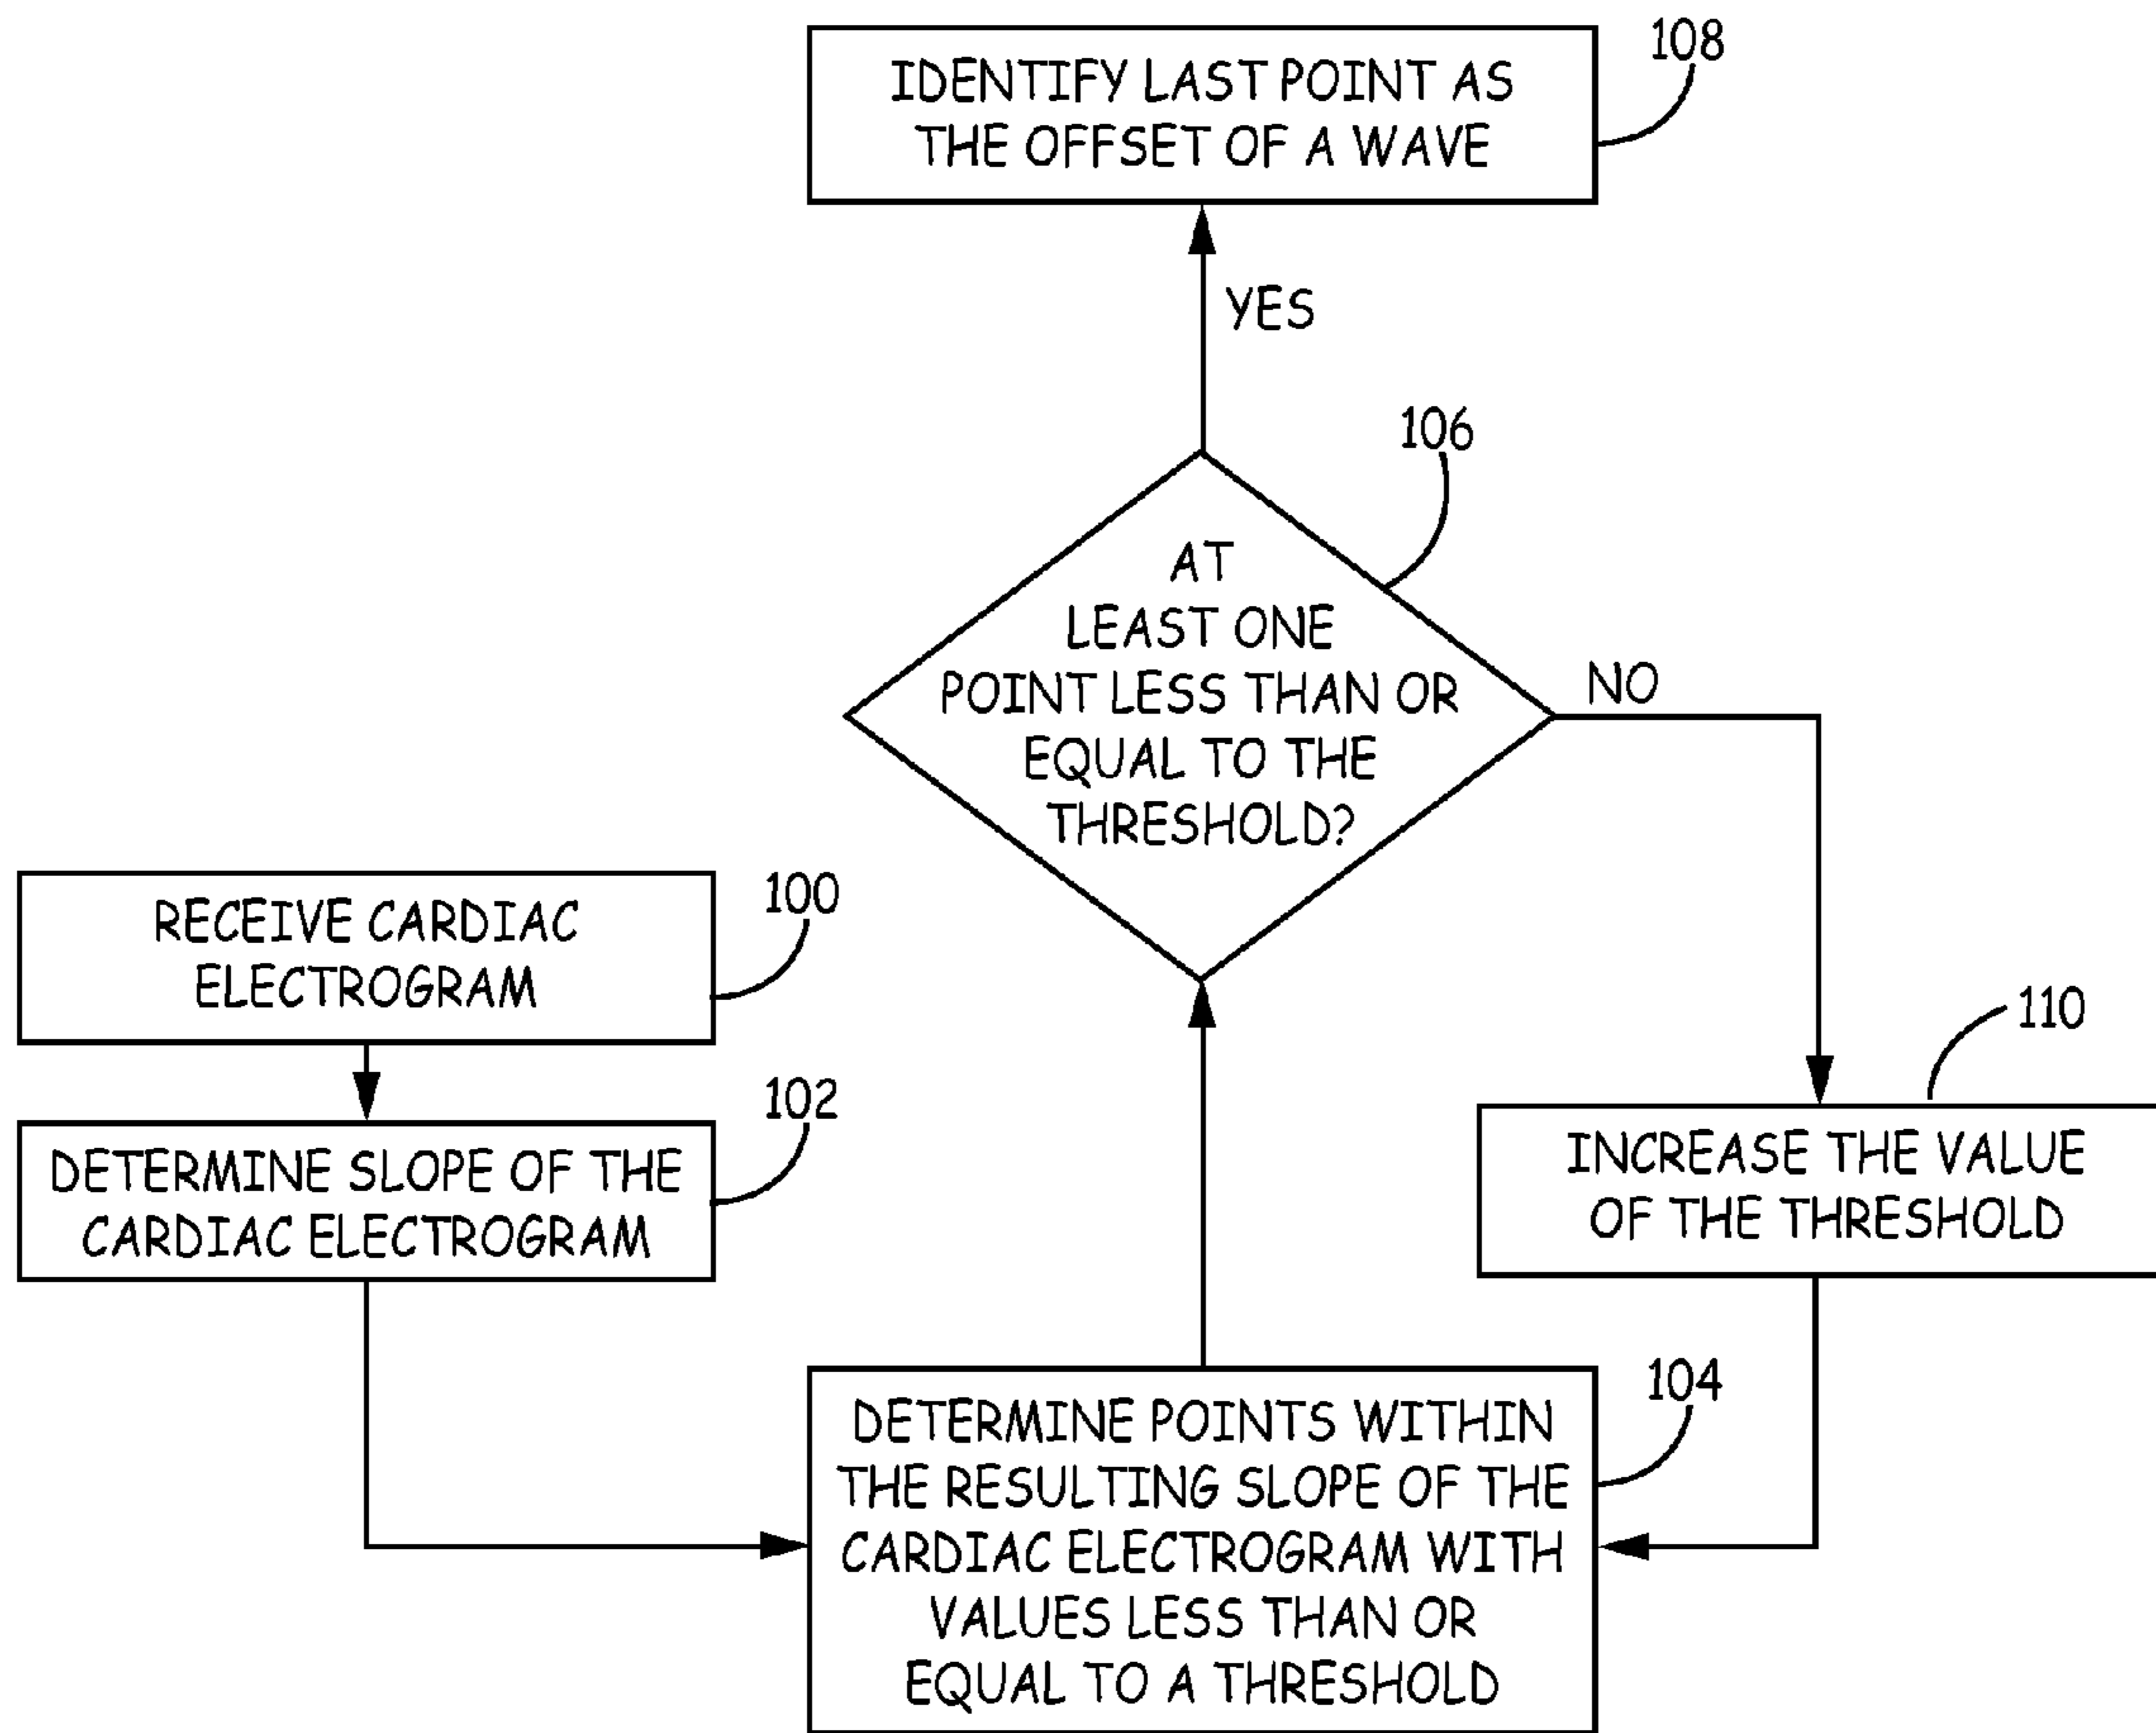 IDENTIFY LAST POINT AS
THE OFFSET OF A WAVE
108
YES
106
AT
LEAST ONE
POINT LESS THAN OR
EQUAL TO THE
THRESHOLD?
NO
RECEIVE CARDIAC
ELECTROGRAM
100
110
DETERMINE SLOPE OF THE
CARDIAC ELECTROGRAM
102
INCREASE THE VALUE
OF THE THRESHOLD
DETERMINE POINTS WITHIN
THE RESULTING SLOPE OF THE
CARDIAC ELECTROGRAM WITH
VALUES LESS THAN OR
EQUAL TO A THRESHOLD
104